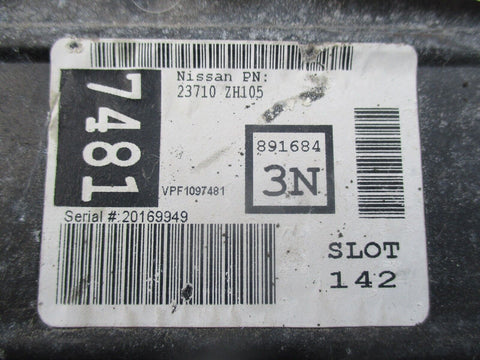 Nissan PN:
23710 ZH105
7481
891684
3N
VPF1097481
Serial #:20169949
SLOT
142